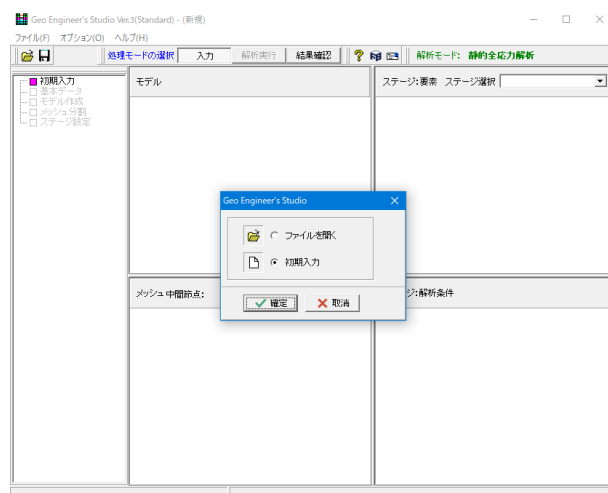 Geo Engineer's Studio Ver.3(Standard) - (新規)
ファイル(F) オプション(O) ヘルプ(H)
処理モードの選択 入力 解析実行 結果確認 解析モード: 静的全応力解析
初期入力
基本データ
モデル作成
メッシュ分割
ステージ設定
モデル
ステージ:要素 ステージ選択
Geo Engineer's Studio
ファイルを開く
初期入力
確定 取消
メッシュ 中間節点:
ジ:解析条件